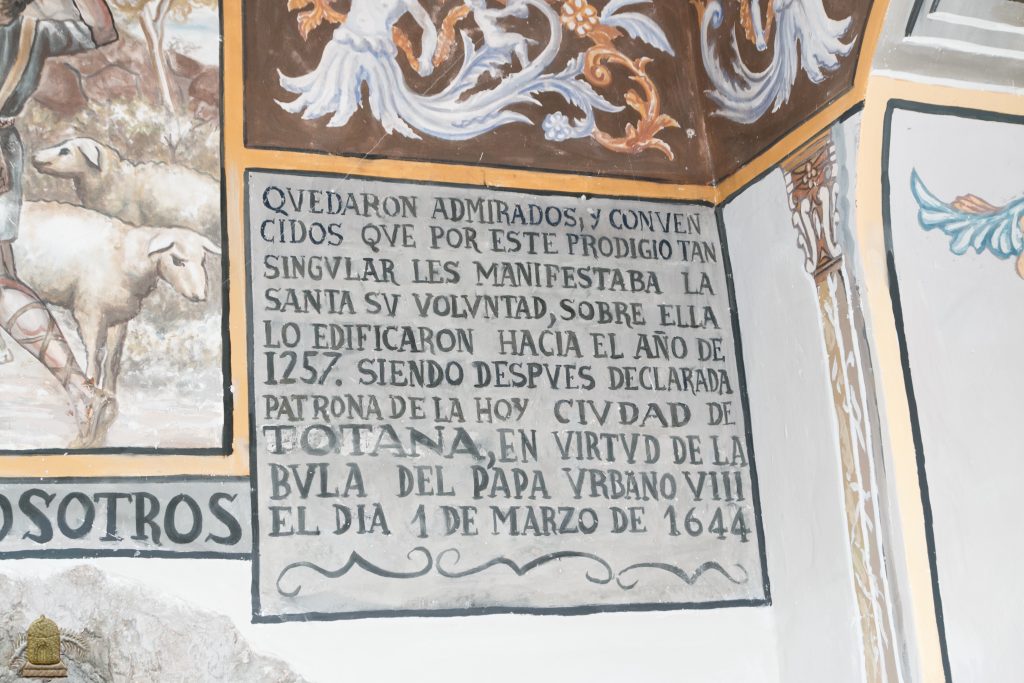 QVEDARON ADMIRADOS, Y CONVEN
CIDOS QVE POR ESTE PRODIGIO TAN
SINGVLAR LES MANIFESTABA LA
SANTA SV VOLVNTAD, SOBRE ELLA
LO EDIFICARON HACIA EL AÑO DE
1257. SIENDO DESPVES DECLARADA
PATRONA DE LA HOY CIVDAD DE
TOTANA, EN VIRTVD DE LA
BVLA DEL PAPA VRBANO VIII
EL DIA 1 DE MARZO DE 1644
OSOTROS